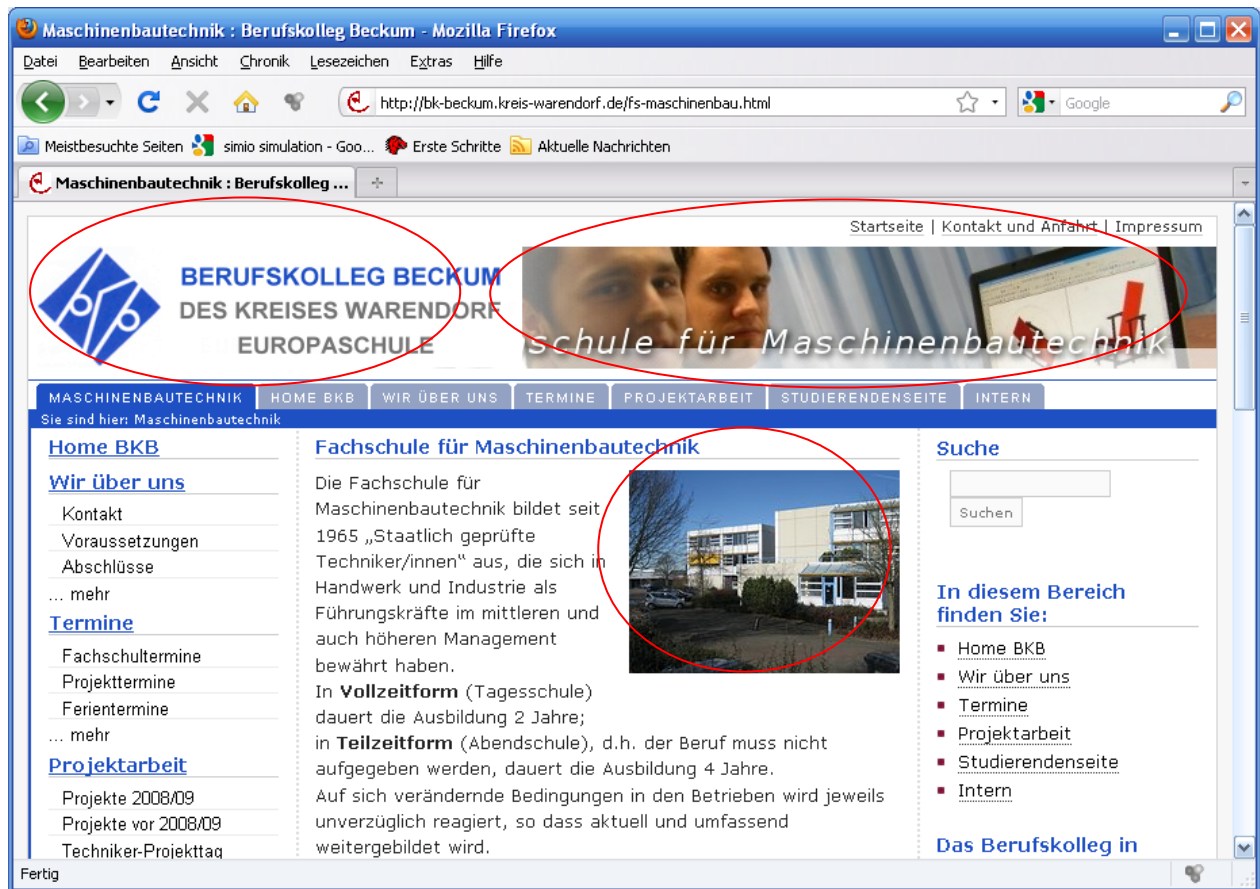 Maschinenbautechnik : Berufskolleg Beckum - Mozilla Firefox
Datei Bearbeiten Ansicht Chronik Lesezeichen Extras Hilfe
http://bk-beckum.kreis-warendorf.de/fs-maschinenbau.html
Google
Meistbesuchte Seiten simio simulation - Goo... Erste Schritte Aktuelle Nachrichten
Maschinenbautechnik : Berufskolleg ...
Startseite | Kontakt und Anfahrt | Impressum
BERUFSKOLLEG BECKUM
DES KREISES WARENDORF
EUROPASCHULE
schule für Maschinenbautechnik
MASCHINENBAUTECHNIK HOME BKB WIR ÜBER UNS TERMINE PROJEKTARBEIT STUDIERENDENSEITE INTERN
Sie sind hier: Maschinenbautechnik
Home BKB
Wir über uns
Kontakt
Voraussetzungen
Abschlüsse
... mehr
Termine
Fachschultermine
Projekttermine
Ferientermine
... mehr
Projektarbeit
Projekte 2008/09
Projekte vor 2008/09
Techniker-Projekttag
Fachschule für Maschinenbautechnik
Die Fachschule für
Maschinenbautechnik bildet seit
1965 „Staatlich geprüfte
Techniker/innen“ aus, die sich in
Handwerk und Industrie als
Führungskräfte im mittleren und
auch höheren Management
bewährt haben.
In Vollzeitform (Tagesschule)
dauert die Ausbildung 2 Jahre;
in Teilzeitform (Abendschule), d.h. der Beruf muss nicht
aufgegeben werden, dauert die Ausbildung 4 Jahre.
Auf sich verändernde Bedingungen in den Betrieben wird jeweils
unverzüglich reagiert, so dass aktuell und umfassend
weitergebildet wird.
Suche
Suchen
In diesem Bereich
finden Sie:
Home BKB
Wir über uns
Termine
Projektarbeit
Studierendenseite
Intern
Das Berufskolleg in
Fertig